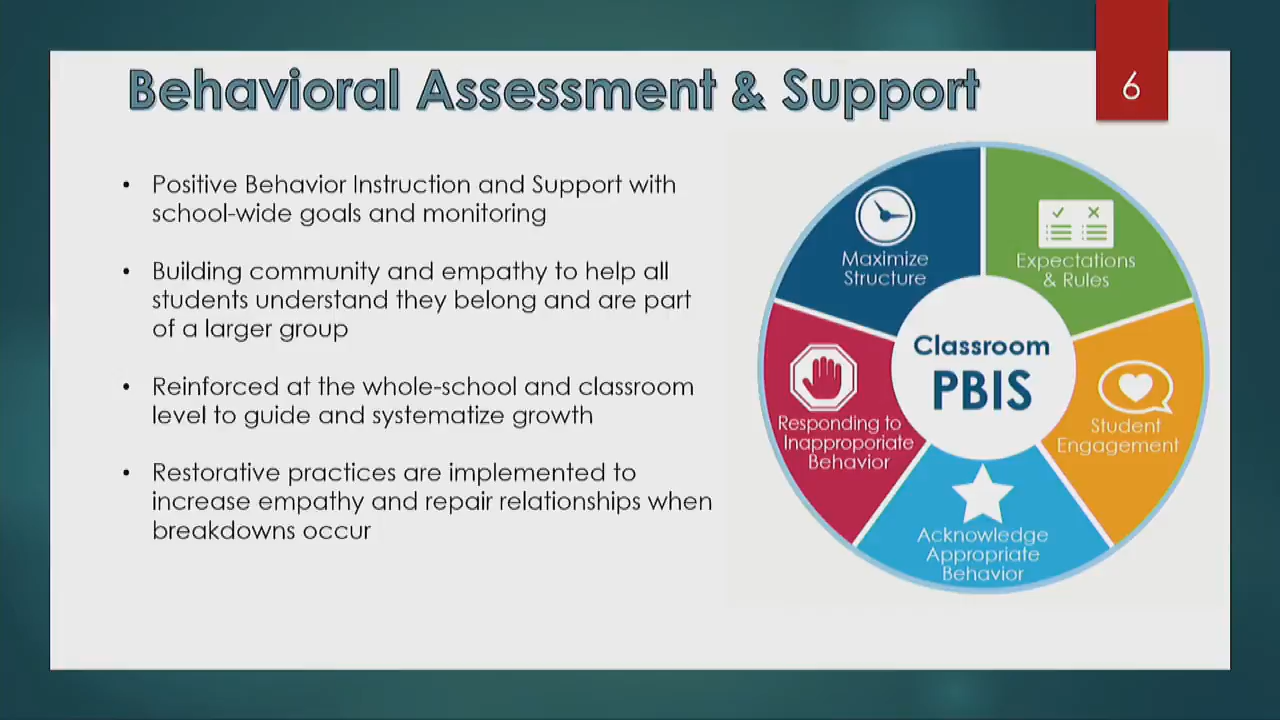 Behavioral Assessment & Support
6
• Positive Behavior Instruction and Support with
school-wide goals and monitoring
• Building community and empathy to help all
students understand they belong and are part
of a larger group
• Reinforced at the whole-school and classroom
level to guide and systematize growth
• Restorative practices are implemented to
increase empathy and repair relationships when
breakdowns occur
Maximize
Structure
Expectations
& Rules
Classroom
PBIS
Responding to
Inapproporiate
Behavior
Student
Engagement
Acknowledge
Appropriate
Behavior